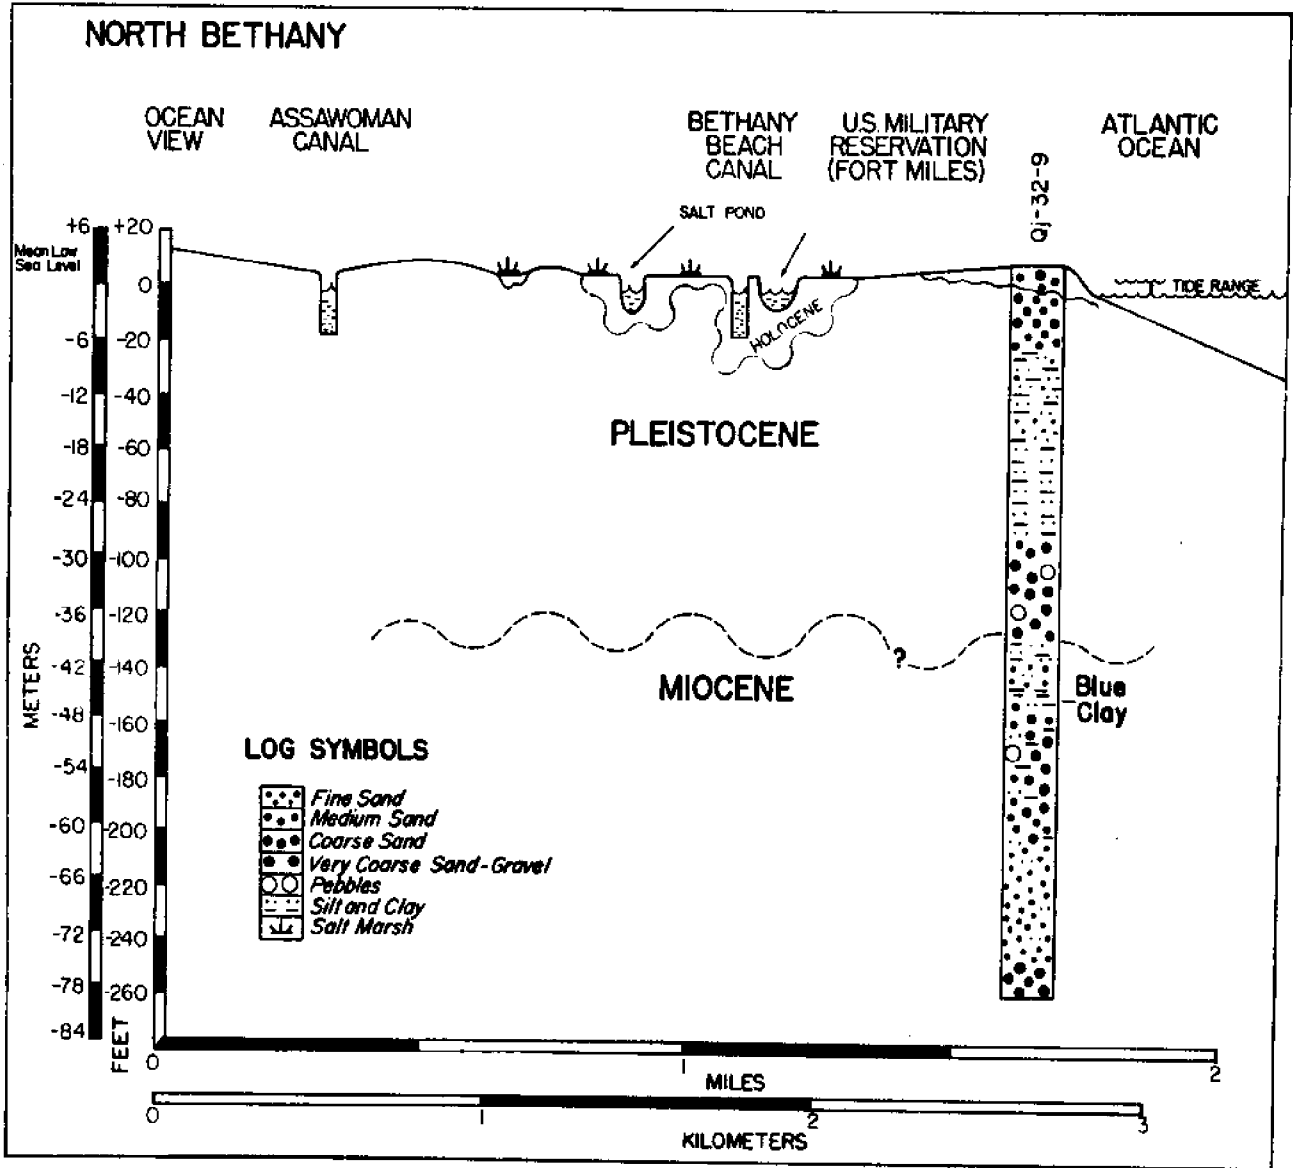 NORTH BETHANY
OCEAN
VIEW
ASSAWOMAN
CANAL
BETHANY
BEACH
CANAL
U.S. MILITARY
RESERVATION
(FORT MILES)
Qj-32-9
ATLANTIC
OCEAN
SALT POND
+6
+20
Mean Low
Sea Level
0
TIDE RANGE
HOLOCENE
-6
-20
-12
-40
-18
-60
-24
-80
-30
-100
-36
-120
-42
-140
-48
-160
-54
-180
-60
-200
-66
-220
-72
-240
-78
-260
-84
METERS
FEET
PLEISTOCENE
?
MIOCENE
Blue
Clay
LOG SYMBOLS
Fine Sand
Medium Sand
Coarse Sand
Very Coarse Sand-Gravel
Pebbles
Silt and Clay
Salt Marsh
0
1
2
MILES
0
1
2
3
KILOMETERS